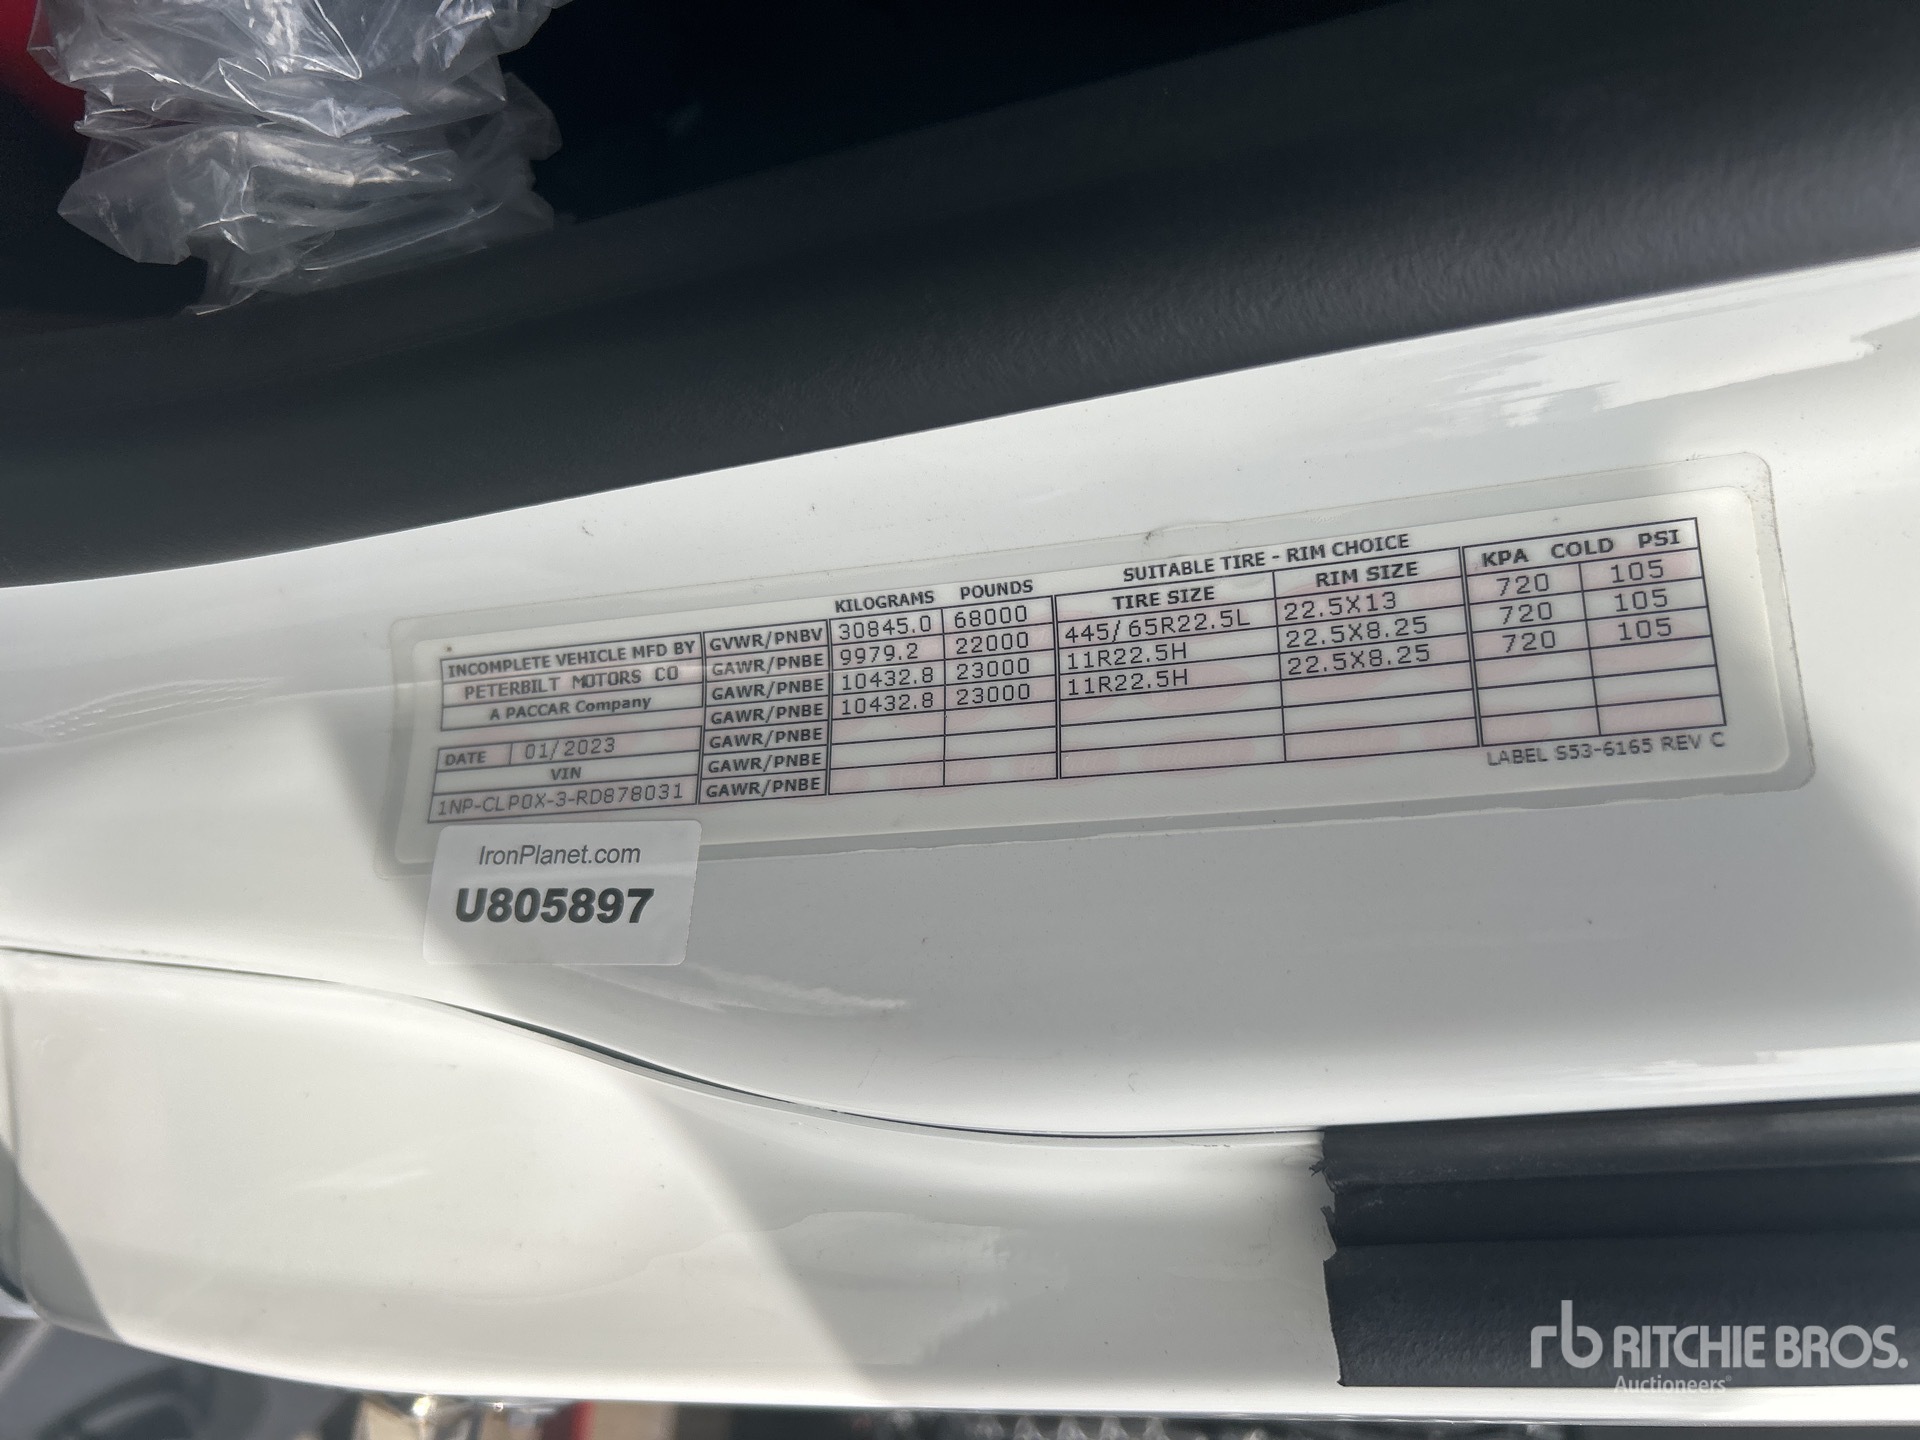 KILOGRAMS POUNDS SUITABLE TIRE - RIM CHOICE KPA COLD PSI
INCOMPLETE VEHICLE MFD BY GVWR/PNBV 30845.0 68000 TIRE SIZE RIM SIZE
PETERBILT MOTORS CO GAWR/PNBE 9979.2 22000 445/65R22.5L 22.5X13 720 105
A PACCAR Company GAWR/PNBE 10432.8 23000 11R22.5H 22.5X8.25 720 105
GAWR/PNBE 10432.8 23000 11R22.5H 22.5X8.25 720 105
DATE 01/2023 GAWR/PNBE
VIN GAWR/PNBE
1NP-CLP0X-3-RD878031 GAWR/PNBE
LABEL S53-6165 REV C
IronPlanet.com
U805897
rb RITCHIE BROS.
Auctioneers